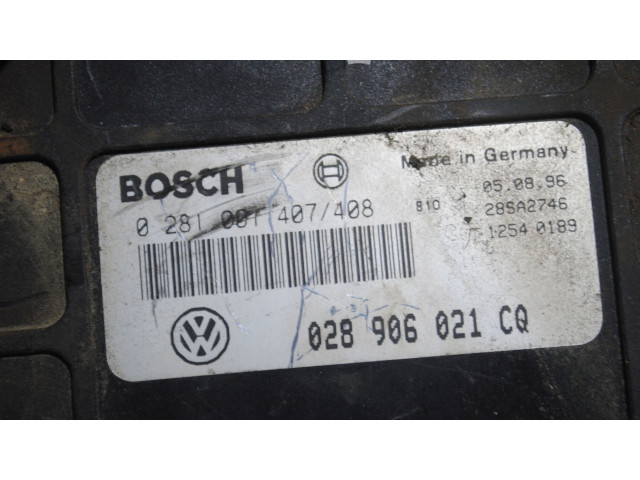 BOSCH
Made in Germany
0 281 001 407/408
810 05.08.96
28SA2746
1254 0189
VW
028 906 021 CQ